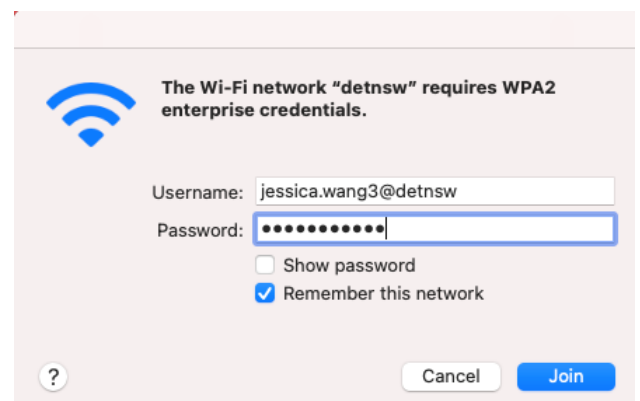 The Wi-Fi network “detnsw” requires WPA2
enterprise credentials.
Username: jessica.wang3@detnsw
Password: •••••••••••
Show password
Remember this network
? Cancel Join